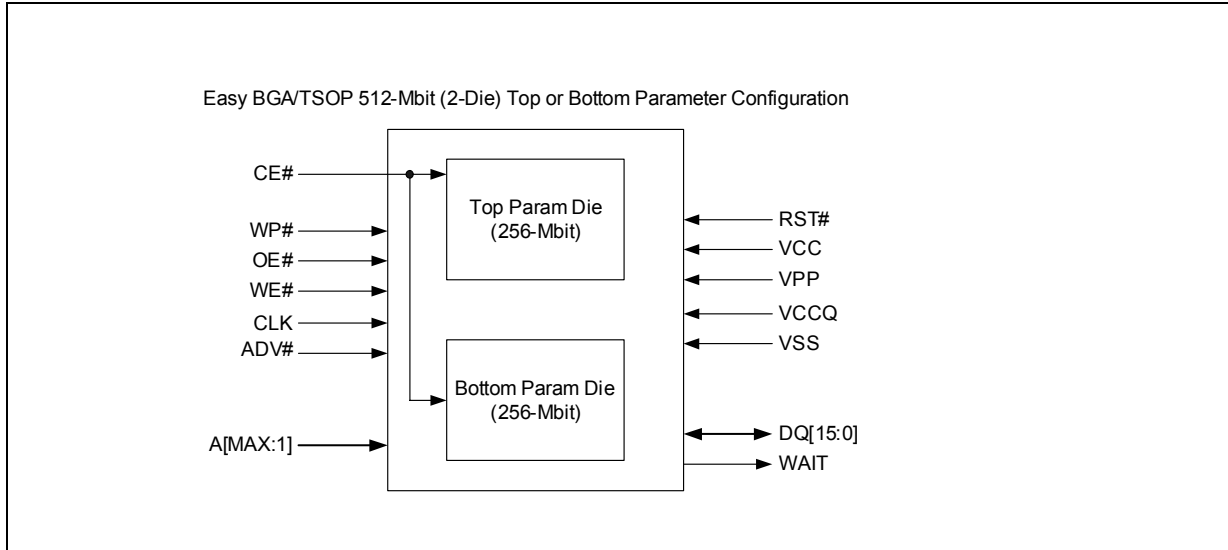 Easy BGA/TSOP 512-Mbit (2-Die) Top or Bottom Parameter Configuration
CE#
WP#
OE#
WE#
CLK
ADV#
A[MAX:1]
Top Param Die
(256-Mbit)
Bottom Param Die
(256-Mbit)
RST#
VCC
VPP
VCCQ
VSS
DQ[15:0]
WAIT